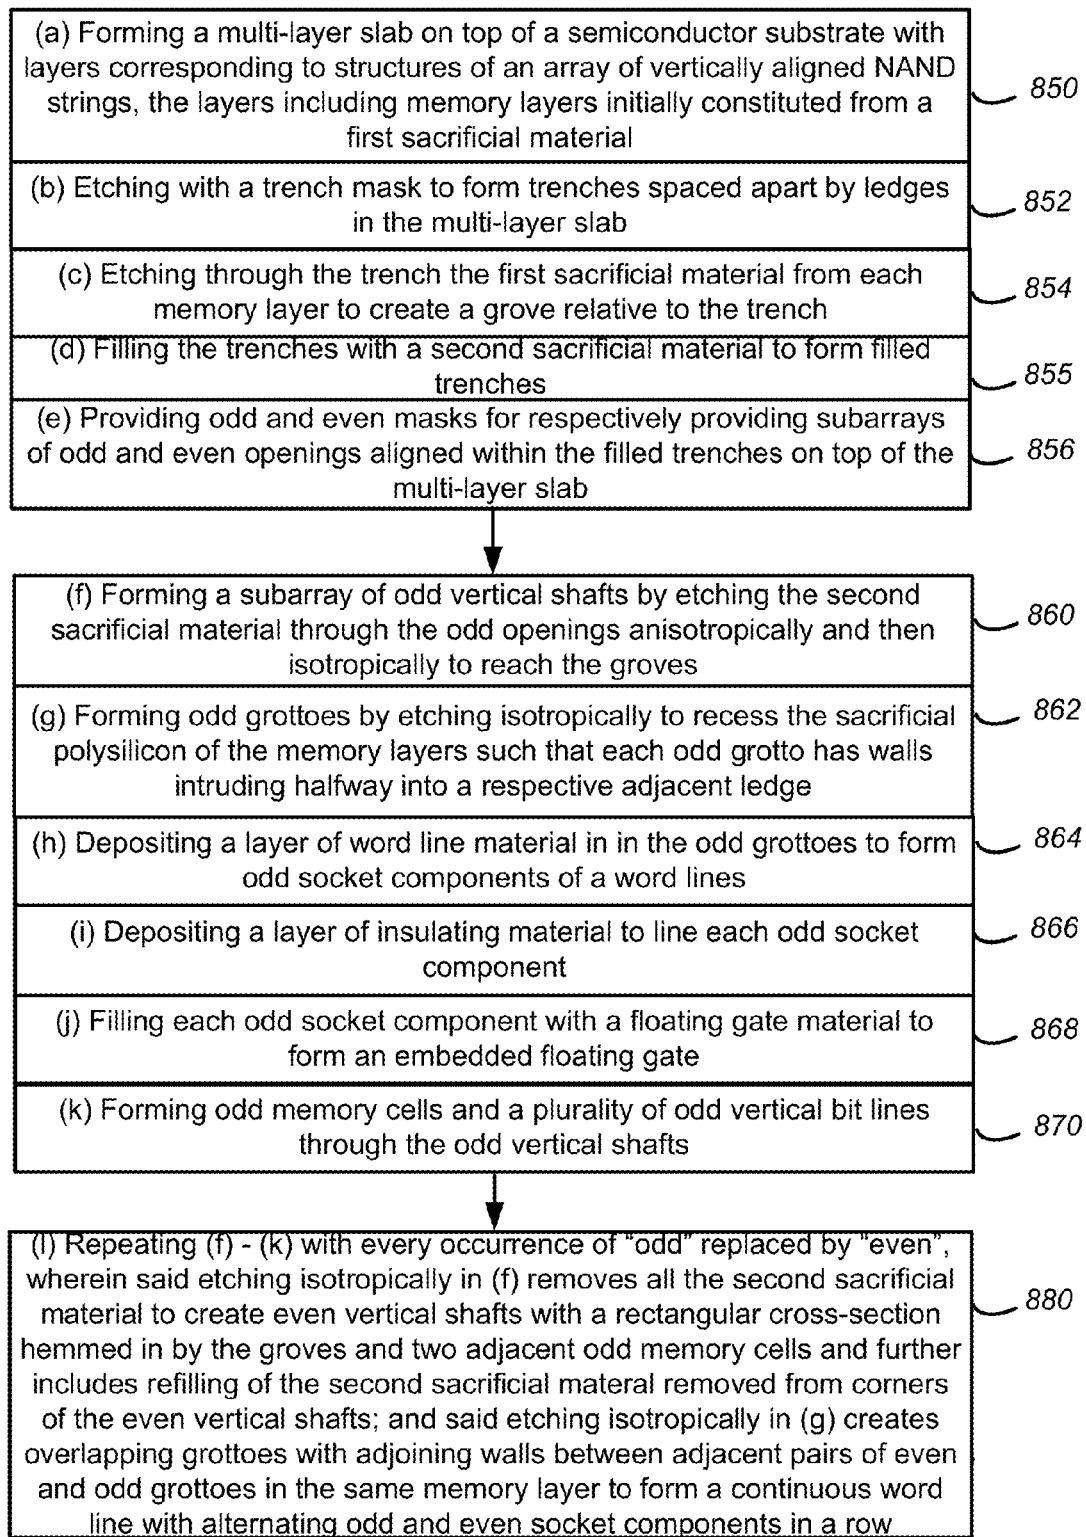 (a) Forming a multi-layer slab on top of a semiconductor substrate with
layers corresponding to structures of an array of vertically aligned NAND
strings, the layers including memory layers initially constituted from a
first sacrificial material
850
(b) Etching with a trench mask to form trenches spaced apart by ledges
in the multi-layer slab
852
(c) Etching through the trench the first sacrificial material from each
memory layer to create a grove relative to the trench
854
(d) Filling the trenches with a second sacrificial material to form filled
trenches
855
(e) Providing odd and even masks for respectively providing subarrays
of odd and even openings aligned within the filled trenches on top of the
multi-layer slab
856
(f) Forming a subarray of odd vertical shafts by etching the second
sacrificial material through the odd openings anisotropically and then
isotropically to reach the groves
860
(g) Forming odd grottoes by etching isotropically to recess the sacrificial
polysilicon of the memory layers such that each odd grotto has walls
intruding halfway into a respective adjacent ledge
862
(h) Depositing a layer of word line material in in the odd grottoes to form
odd socket components of a word lines
864
(i) Depositing a layer of insulating material to line each odd socket
component
866
(j) Filling each odd socket component with a floating gate material to
form an embedded floating gate
868
(k) Forming odd memory cells and a plurality of odd vertical bit lines
through the odd vertical shafts
870
(l) Repeating (f) - (k) with every occurrence of "odd" replaced by "even",
wherein said etching isotropically in (f) removes all the second sacrificial
material to create even vertical shafts with a rectangular cross-section
hemmed in by the groves and two adjacent odd memory cells and further
includes refilling of the second sacrificial materal removed from corners
of the even vertical shafts; and said etching isotropically in (g) creates
overlapping grottoes with adjoining walls between adjacent pairs of even
and odd grottoes in the same memory layer to form a continuous word
line with alternating odd and even socket components in a row
880